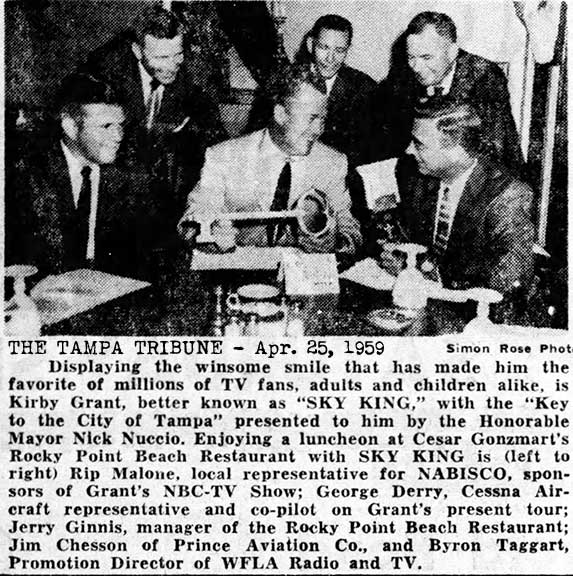 THE TAMPA TRIBUNE - Apr. 25, 1959
Simon Rose Phot
Displaying the winsome smile that has made him the
favorite of millions of TV fans, adults and children alike, is
Kirby Grant, better known as “SKY KING,” with the “Key
to the City of Tampa” presented to him by the Honorable
Mayor Nick Nuccio. Enjoying a luncheon at Cesar Gonzmart's
Rocky Point Beach Restaurant with SKY KING is (left to
right) Rip Malone, local representative for NABISCO, spon-
sors of Grant's NBC-TV Show; George Derry, Cessna Air-
craft representative and co-pilot on Grant's present tour;
Jerry Ginnis, manager of the Rocky Point Beach Restaurant;
Jim Chesson of Prince Aviation Co., and Byron Taggart,
Promotion Director of WFLA Radio and TV.